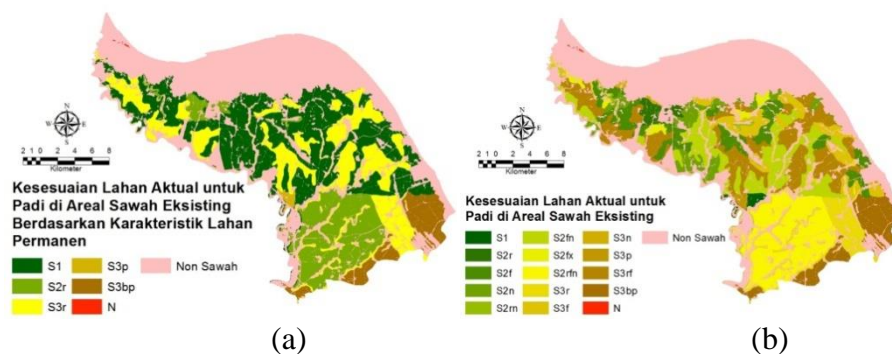 N
W E
S
2 1 0 2 4 6 8
Kilometer
Kesesuaian Lahan Aktual untuk
Padi di Areal Sawah Eksisting
Berdasarkan Karakteristik Lahan
Permanen
S1 S3p Non Sawah
S2r S3bp
S3r N
(a)
N
W E
S
2 1 0 2 4 6 8
Kilometer
Kesesuaian Lahan Aktual untuk
Padi di Areal Sawah Eksisting
S1 S2fn S3n Non Sawah
S2r S2fx S3p
S2f S2rfn S3rf
S2n S3r S3bp
S2rn S3f N
(b)